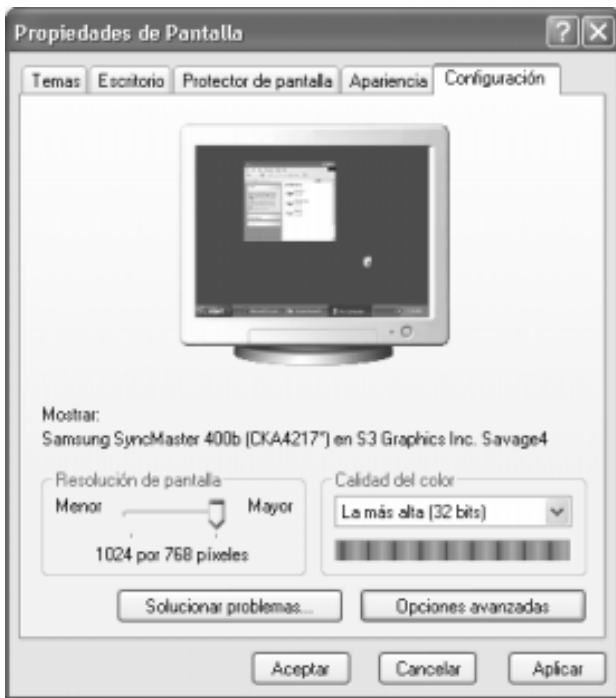 Propiedades de Pantalla
Temas Escritorio Protector de pantalla Apariencia Configuración
Mostrar:
Samsung SyncMaster 400b (CKA4217") en S3 Graphics Inc. Savage4
Resolución de pantalla
Menor Mayor
1024 por 768 píxeles
Calidad del color
La más alta (32 bits)
Solucionar problemas... Opciones avanzadas
Aceptar Cancelar Aplicar